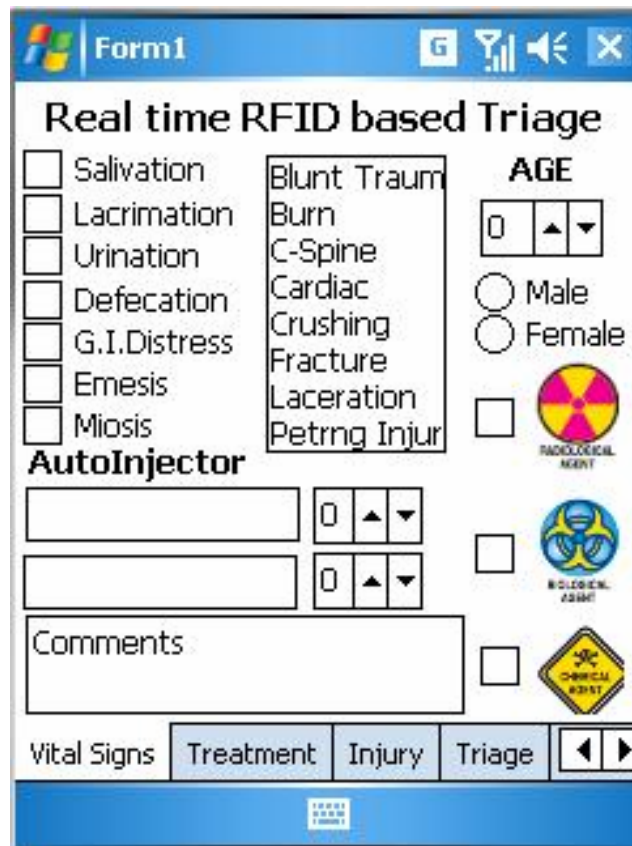 Form1
G
Real time RFID based Triage
Salivation
Lacrimation
Urination
Defecation
G.I.Distress
Emesis
Miosis
Blunt Traum
Burn
C-Spine
Cardiac
Crushing
Fracture
Laceration
Petrng Injur
AGE
0
Male
Female
RADIOLOGICAL
AGENT
AutoInjector
0
0
BIOLOGICAL
AGENT
Comments
CHEMICAL
AGENT
Vital Signs Treatment Injury Triage